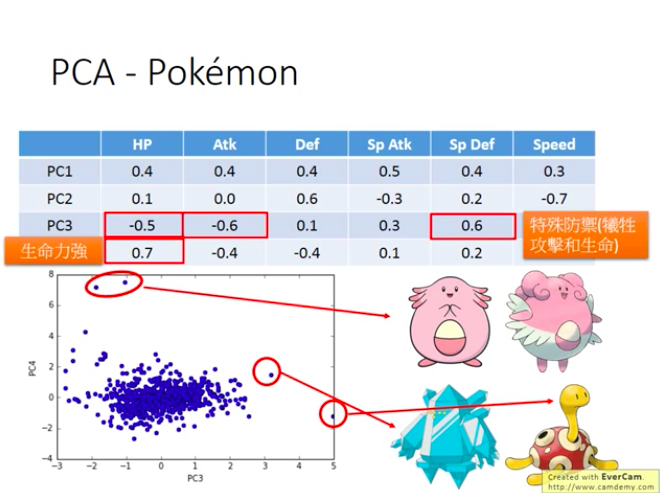 PCA - Pokémon
HP Atk Def Sp Atk Sp Def Speed
PC1 0.4 0.4 0.4 0.5 0.4 0.3
PC2 0.1 0.0 0.6 -0.3 0.2 -0.7
PC3 -0.5 -0.6 0.1 0.3 0.6
特殊防禦(犧牲
攻擊和生命)
生命力強 0.7 -0.4 -0.4 0.1 0.2
8
6
4
2
0
−2
−4
PC4
−3 −2 −1 0 1 2 3 4 5
PC3
Created with EverCam.
http://www.camdemy.com